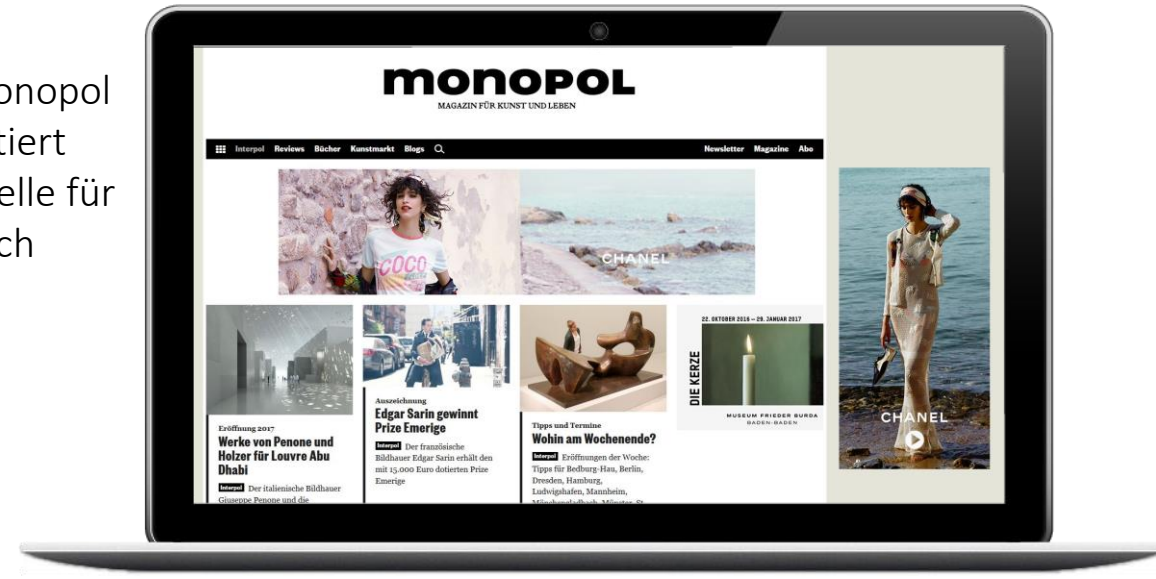 onopol
tiert
elle für
ch
monopol
MAGAZIN FÜR KUNST UND LEBEN
Interpol Reviews Bücher Kunstmarkt Blogs
Newsletter Magazine Abo
COCO
CHANEL
Eröffnung 2017
Werke von Penone und
Holzer für Louvre Abu
Dhabi
Interpol Der italienische Bildhauer
Giuseppe Penone und die
Auszeichnung
Edgar Sarin gewinnt
Prize Emerige
Interpol Der französische
Bildhauer Edgar Sarin erhält den
mit 15.000 Euro dotierten Prize
Emerige
Tipps und Termine
Wohin am Wochenende?
Interpol Eröffnungen der Woche:
Tipps für Bedburg-Hau, Berlin,
Dresden, Hamburg,
Ludwigshafen, Mannheim,
Mönchengladbach, Münster, St.
22. OKTOBER 2016 – 29. JANUAR 2017
DIE KERZE
MUSEUM FRIEDER BURDA
BADEN-BADEN
CHANEL